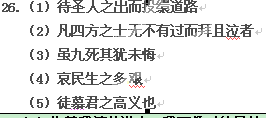 26.（1）待圣人之出而投缳道路
（2）凡四方之士无不有过而拜且泣者
（3）虽九死其犹未悔
（4）哀民生之多艰
（5）徒慕君之高义也